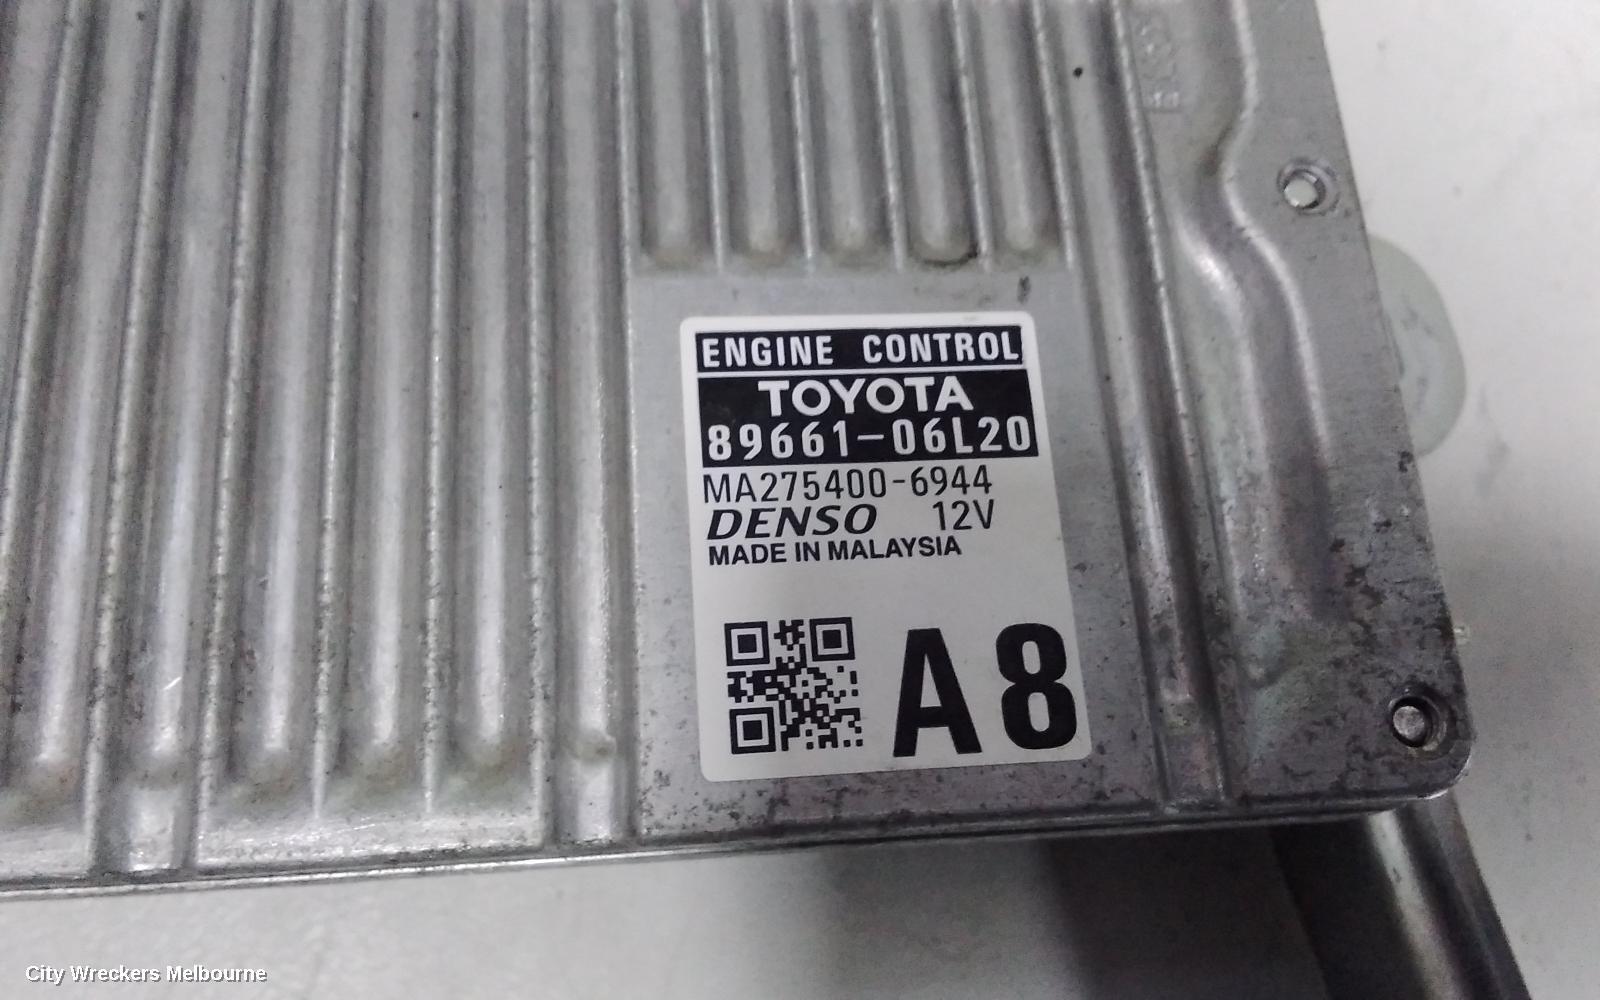 ENGINE CONTROL
TOYOTA
89661-06L20
MA275400-6944
DENSO 12V
MADE IN MALAYSIA
A8
City Wreckers Melbourne